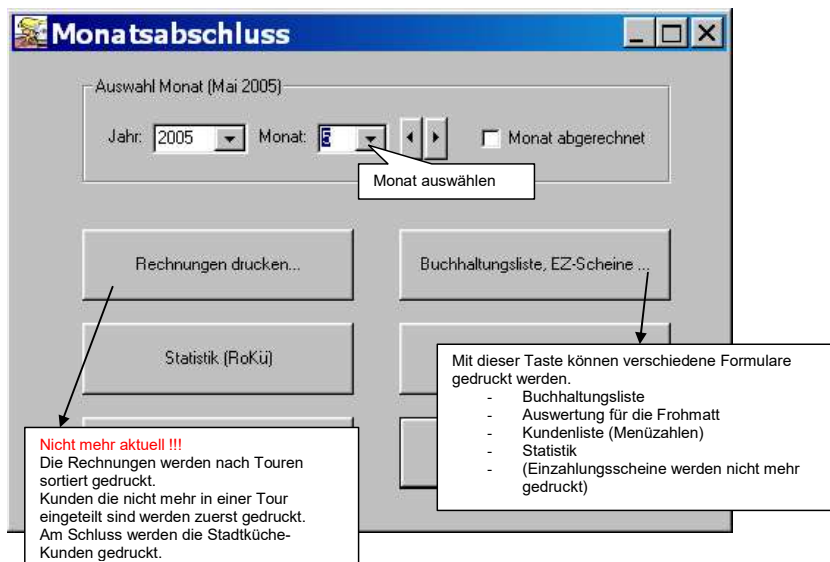 Monatsabschluss
Auswahl Monat (Mai 2005)
Jahr: 2005 Monat: 5 Monat abgerechnet
Monat auswählen
Rechnungen drucken...
Buchhaltungsliste, EZ-Scheine ...
Statistik (RoKü)
Mit dieser Taste können verschiedene Formulare
gedruckt werden.
- Buchhaltungsliste
- Auswertung für die Frohmatt
- Kundenliste (Menüzahlen)
- Statistik
- (Einzahlungsscheine werden nicht mehr
gedruckt)
Nicht mehr aktuell !!!
Die Rechnungen werden nach Touren
sortiert gedruckt.
Kunden die nicht mehr in einer Tour
eingeteilt sind werden zuerst gedruckt.
Am Schluss werden die Stadtküche-
Kunden gedruckt.